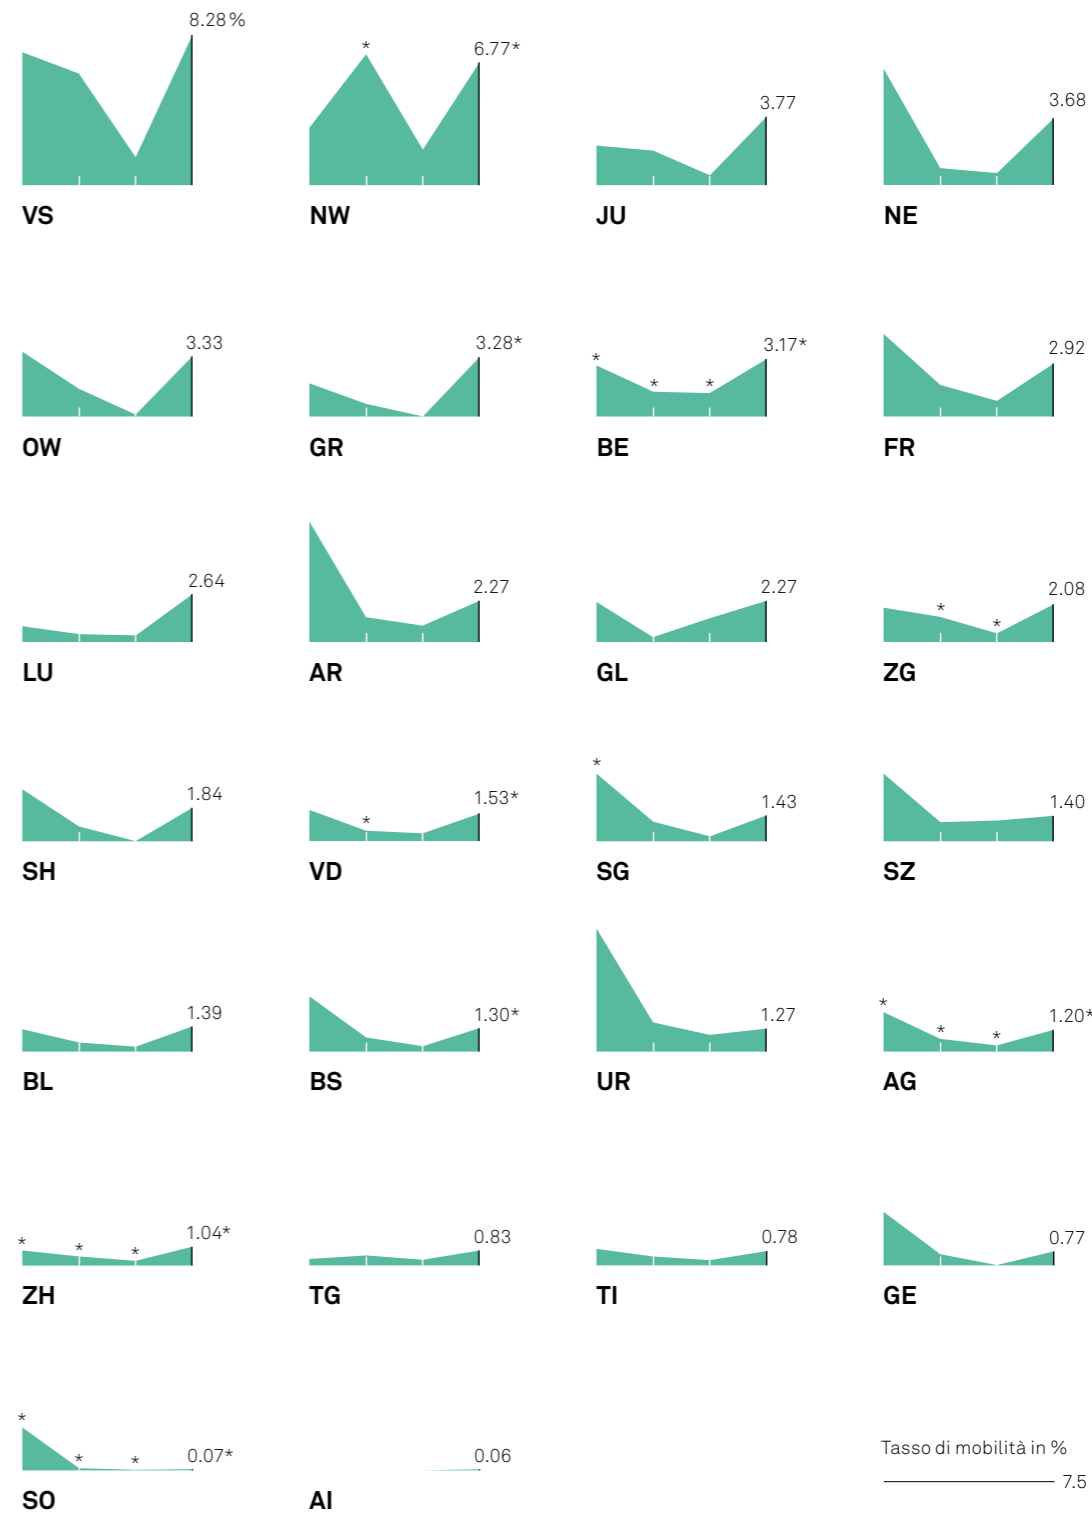 8.28%
*
6.77*
3.77
3.68
VS
NW
JU
NE
3.33
3.28*
* * *
3.17*
2.92
OW
GR
BE
FR
2.64
2.27
2.27
* *
2.08
LU
AR
GL
ZG
1.84
*
1.53*
*
1.43
1.40
SH
VD
SG
SZ
1.39
1.30*
1.27
* * *
1.20*
BL
BS
UR
AG
* * *
1.04*
0.83
0.78
0.77
ZH
TG
TI
GE
* * *
0.07*
0.06
Tasso di mobilità in %
7.5
SO
AI